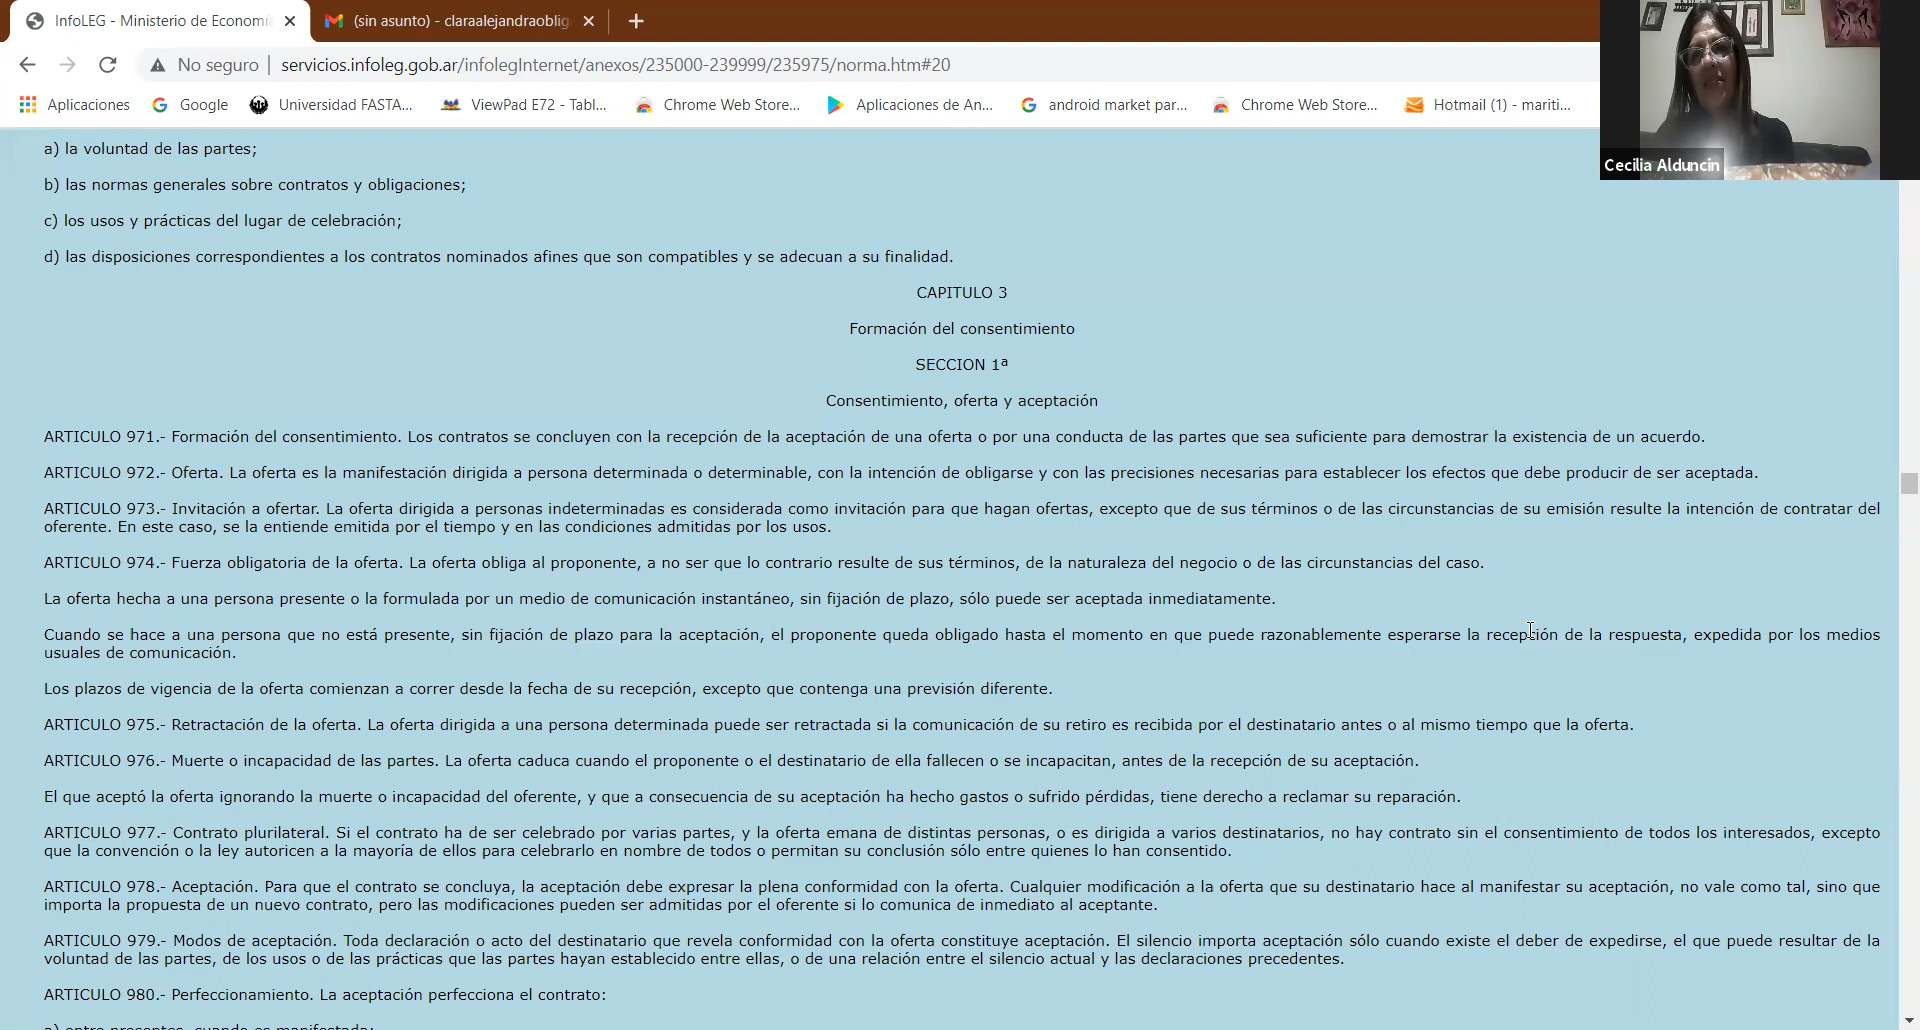 InfoLEG - Ministerio de Economía
(sin asunto) - claraalejandraoblig
No seguro
servicios.infoleg.gob.ar/infolegInternet/anexos/235000-239999/235975/norma.htm#20
Aplicaciones
Google
Universidad FASTA...
ViewPad E72 - Tabl...
Chrome Web Store...
Aplicaciones de An...
android market par...
Chrome Web Store...
Hotmail (1) - mariti...
Cecilia Alduncin
a) la voluntad de las partes;
b) las normas generales sobre contratos y obligaciones;
c) los usos y prácticas del lugar de celebración;
d) las disposiciones correspondientes a los contratos nominados afines que son compatibles y se adecuan a su finalidad.
CAPITULO 3
Formación del consentimiento
SECCION 1ª
Consentimiento, oferta y aceptación
ARTICULO 971.- Formación del consentimiento. Los contratos se concluyen con la recepción de la aceptación de una oferta o por una conducta de las partes que sea suficiente para demostrar la existencia de un acuerdo.
ARTICULO 972.- Oferta. La oferta es la manifestación dirigida a persona determinada o determinable, con la intención de obligarse y con las precisiones necesarias para establecer los efectos que debe producir de ser aceptada.
ARTICULO 973.- Invitación a ofertar. La oferta dirigida a personas indeterminadas es considerada como invitación para que hagan ofertas, excepto que de sus términos o de las circunstancias de su emisión resulte la intención de contratar del
oferente. En este caso, se la entiende emitida por el tiempo y en las condiciones admitidas por los usos.
ARTICULO 974.- Fuerza obligatoria de la oferta. La oferta obliga al proponente, a no ser que lo contrario resulte de sus términos, de la naturaleza del negocio o de las circunstancias del caso.
La oferta hecha a una persona presente o la formulada por un medio de comunicación instantáneo, sin fijación de plazo, sólo puede ser aceptada inmediatamente.
Cuando se hace a una persona que no está presente, sin fijación de plazo para la aceptación, el proponente queda obligado hasta el momento en que puede razonablemente esperarse la recepción de la respuesta, expedida por los medios
usuales de comunicación.
Los plazos de vigencia de la oferta comienzan a correr desde la fecha de su recepción, excepto que contenga una previsión diferente.
ARTICULO 975.- Retractación de la oferta. La oferta dirigida a una persona determinada puede ser retractada si la comunicación de su retiro es recibida por el destinatario antes o al mismo tiempo que la oferta.
ARTICULO 976.- Muerte o incapacidad de las partes. La oferta caduca cuando el proponente o el destinatario de ella fallecen o se incapacitan, antes de la recepción de su aceptación.
El que aceptó la oferta ignorando la muerte o incapacidad del oferente, y que a consecuencia de su aceptación ha hecho gastos o sufrido pérdidas, tiene derecho a reclamar su reparación.
ARTICULO 977.- Contrato plurilateral. Si el contrato ha de ser celebrado por varias partes, y la oferta emana de distintas personas, o es dirigida a varios destinatarios, no hay contrato sin el consentimiento de todos los interesados, excepto
que la convención o la ley autoricen a la mayoría de ellos para celebrarlo en nombre de todos o permitan su conclusión sólo entre quienes lo han consentido.
ARTICULO 978.- Aceptación. Para que el contrato se concluya, la aceptación debe expresar la plena conformidad con la oferta. Cualquier modificación a la oferta que su destinatario hace al manifestar su aceptación, no vale como tal, sino que
importa la propuesta de un nuevo contrato, pero las modificaciones pueden ser admitidas por el oferente si lo comunica de inmediato al aceptante.
ARTICULO 979.- Modos de aceptación. Toda declaración o acto del destinatario que revela conformidad con la oferta constituye aceptación. El silencio importa aceptación sólo cuando existe el deber de expedirse, el que puede resultar de la
voluntad de las partes, de los usos o de las prácticas que las partes hayan establecido entre ellas, o de una relación entre el silencio actual y las declaraciones precedentes.
ARTICULO 980.- Perfeccionamiento. La aceptación perfecciona el contrato:
a) entre presentes, cuando es manifestada;